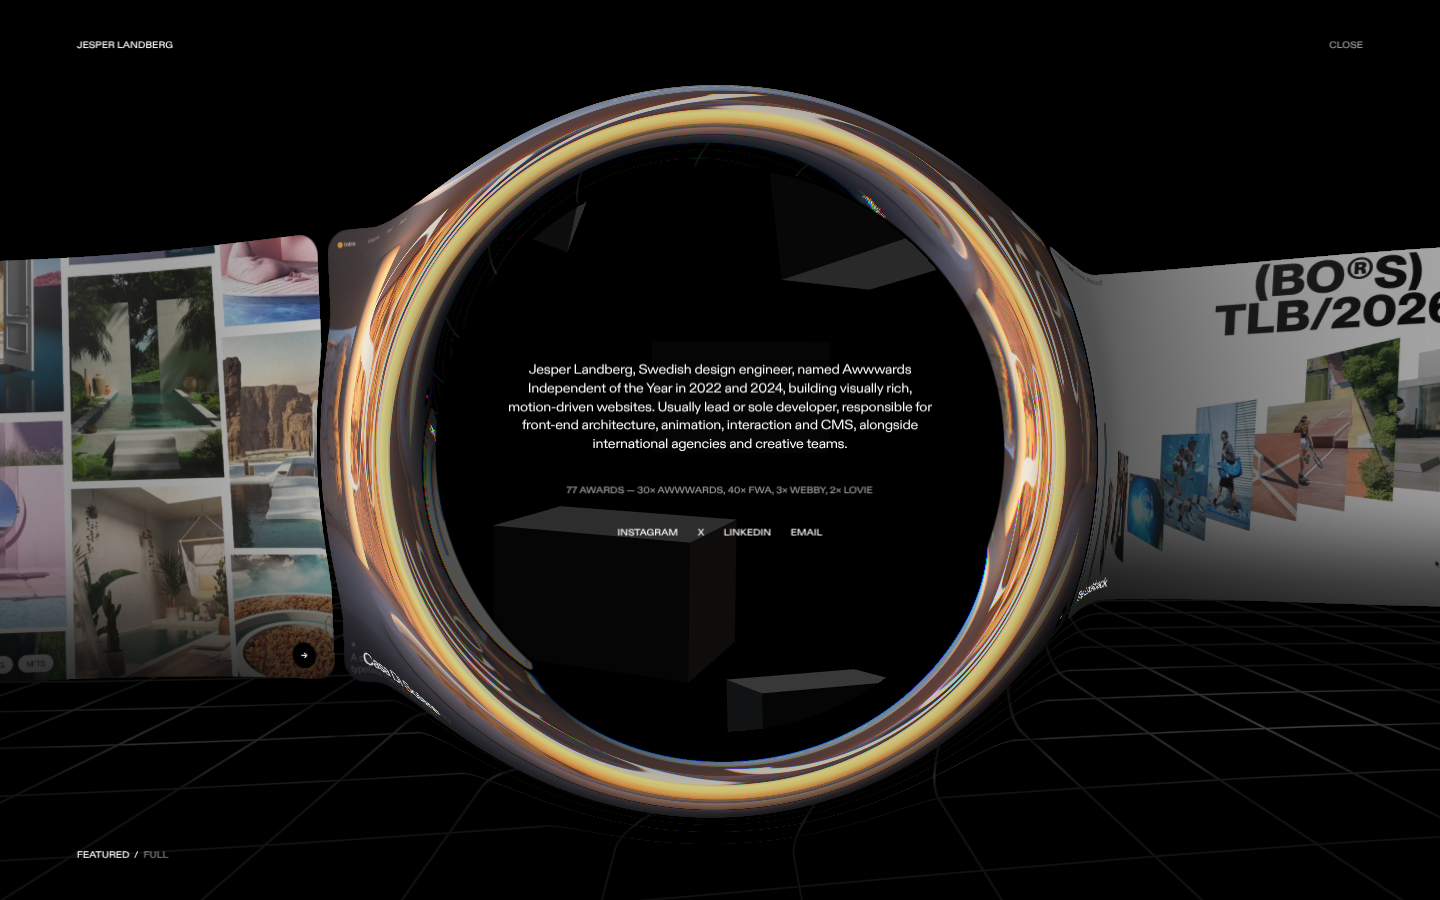 JESPER LANDBERG
CLOSE
Intro
(BO®S)
TLB/2026
Jesper Landberg, Swedish design engineer, named Awwwards
Independent of the Year in 2022 and 2024, building visually rich,
motion-driven websites. Usually lead or sole developer, responsible for
front-end architecture, animation, interaction and CMS, alongside
international agencies and creative teams.
77 AWARDS — 30× AWWWARDS, 40× FWA, 3× WEBBY, 2× LOVIE
INSTAGRAM X LINKEDIN EMAIL
NFTS
FEATURED / FULL